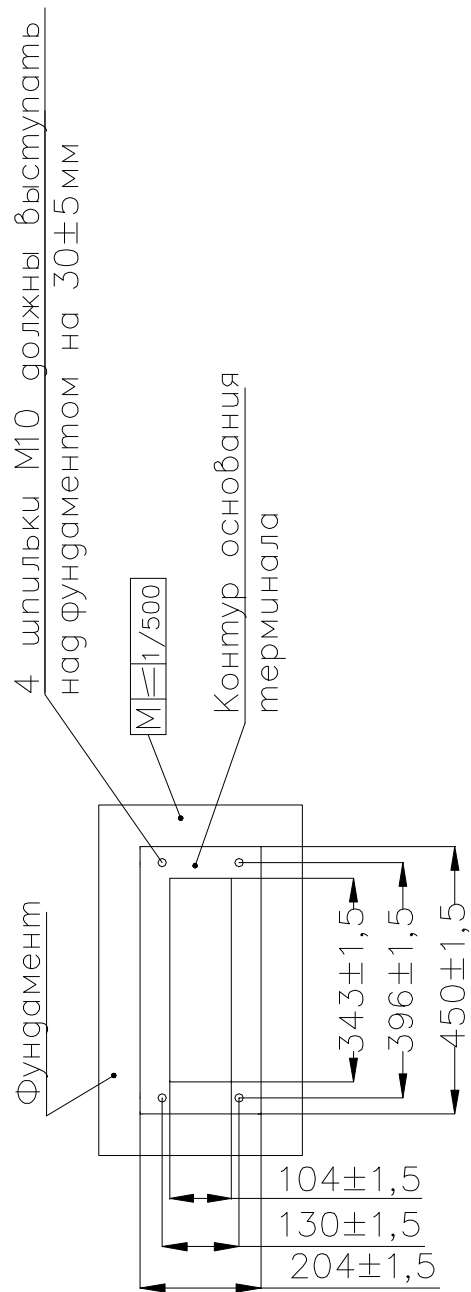 4 шпильки М10 должны выступать
над фундаментом на 30±5мм
М 1/500
Контур основания
терминала
Фундамент
343±1,5
396±1,5
450±1,5
104±1,5
130±1,5
204±1,5